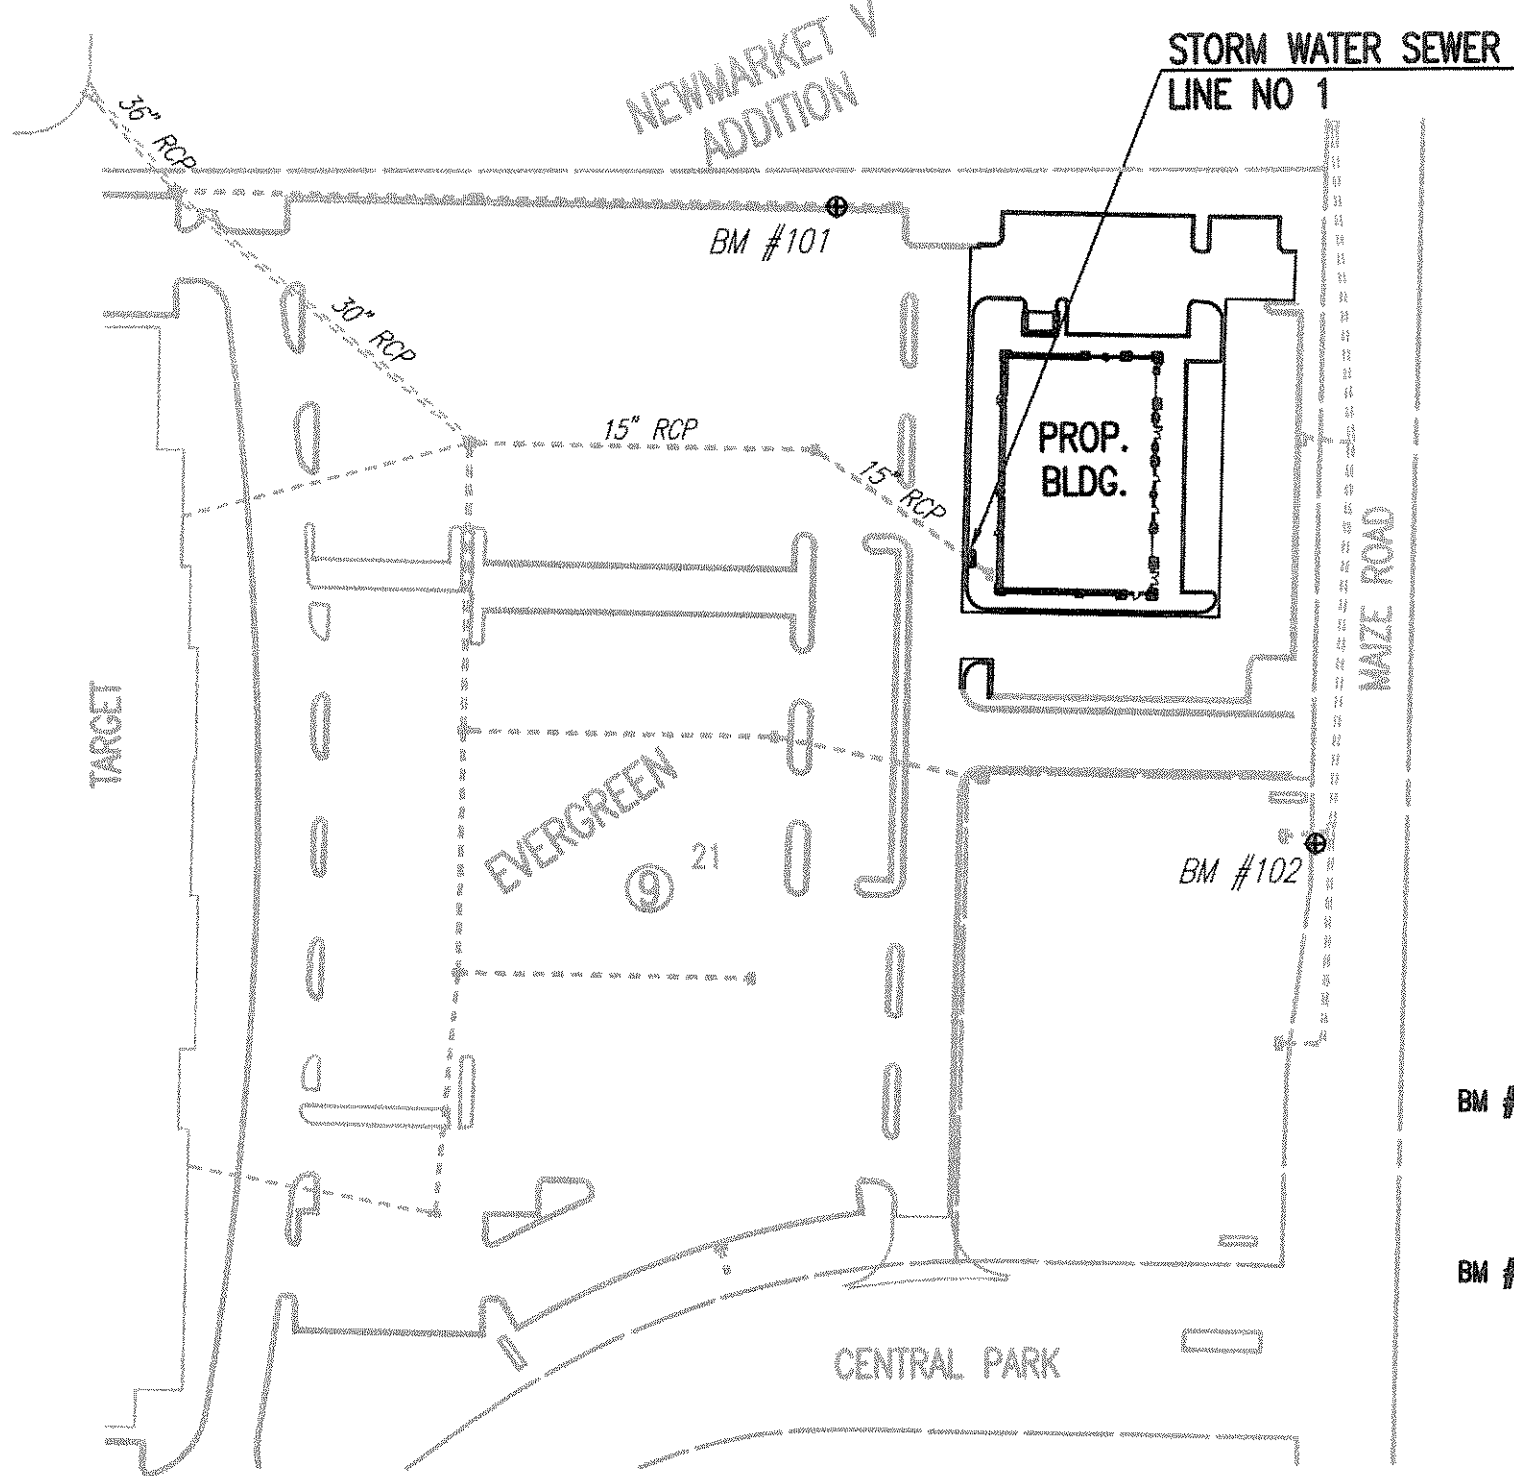 NEWMARKET V
ADDITION
STORM WATER SEWER
LINE NO 1
36" RCP
BM #101
30" RCP
15" RCP
15" RCP
PROP.
BLDG.
MAIZE ROAD
TARGET
EVERGREEN
9
21
BM #102
BM #
BM #
CENTRAL PARK